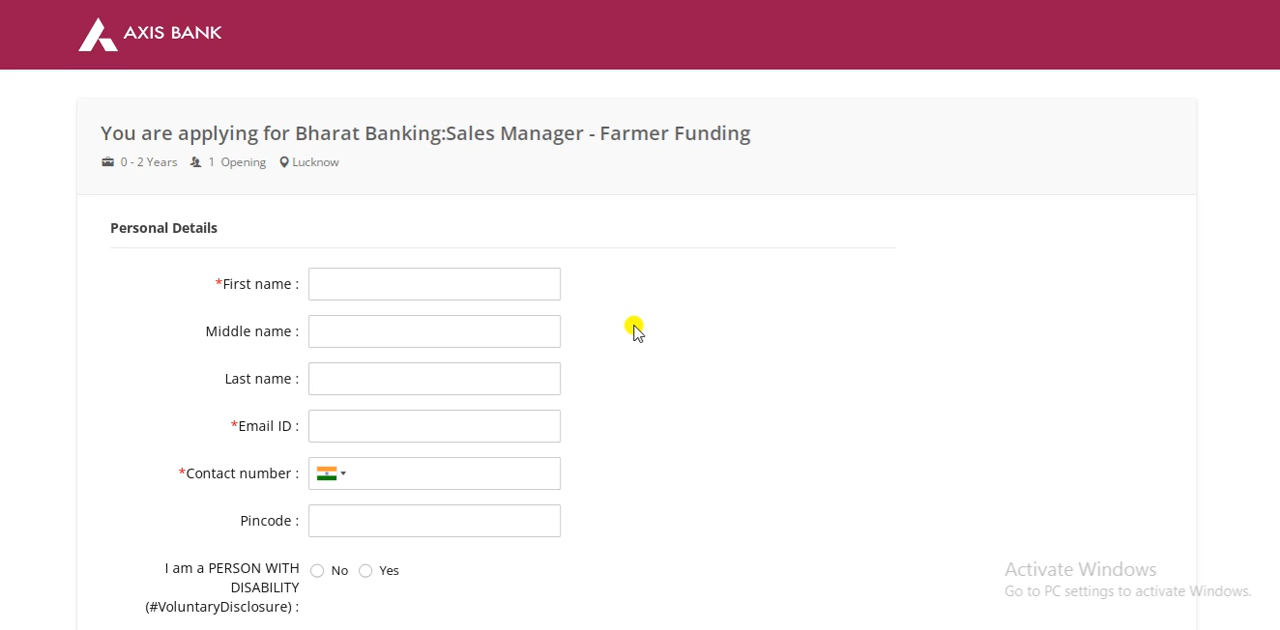 AXIS BANK
You are applying for Bharat Banking:Sales Manager - Farmer Funding
0 - 2 Years 1 Opening Lucknow
Personal Details
*First name :
Middle name :
Last name :
*Email ID :
*Contact number :
Pincode :
I am a PERSON WITH No Yes
DISABILITY
(#VoluntaryDisclosure) :
Activate Windows
Go to PC settings to activate Windows.